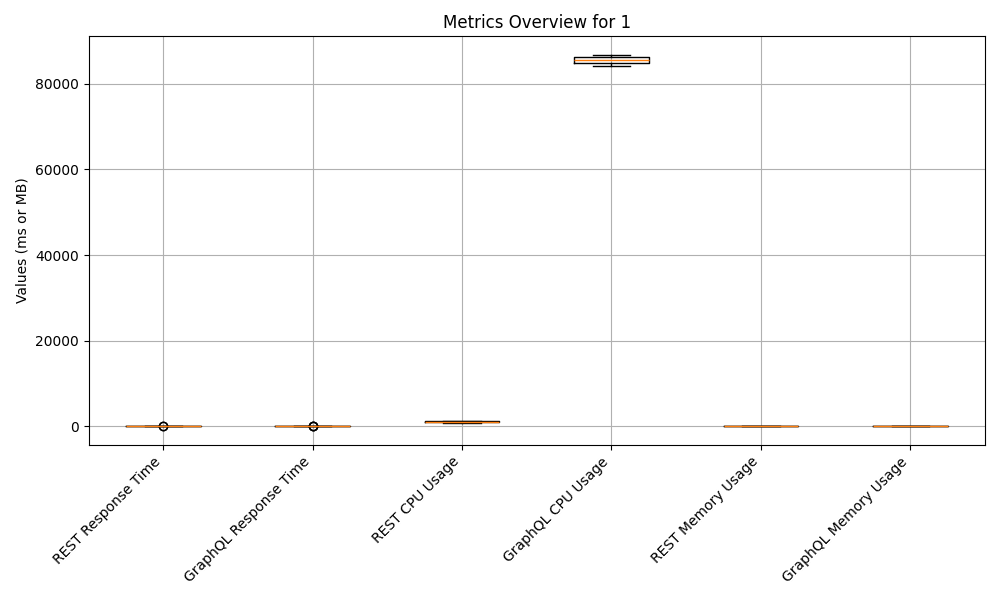 Metrics Overview for 1
Values (ms or MB)
80000
60000
40000
20000
0
REST Response Time
GraphQL Response Time
REST CPU Usage
GraphQL CPU Usage
REST Memory Usage
GraphQL Memory Usage